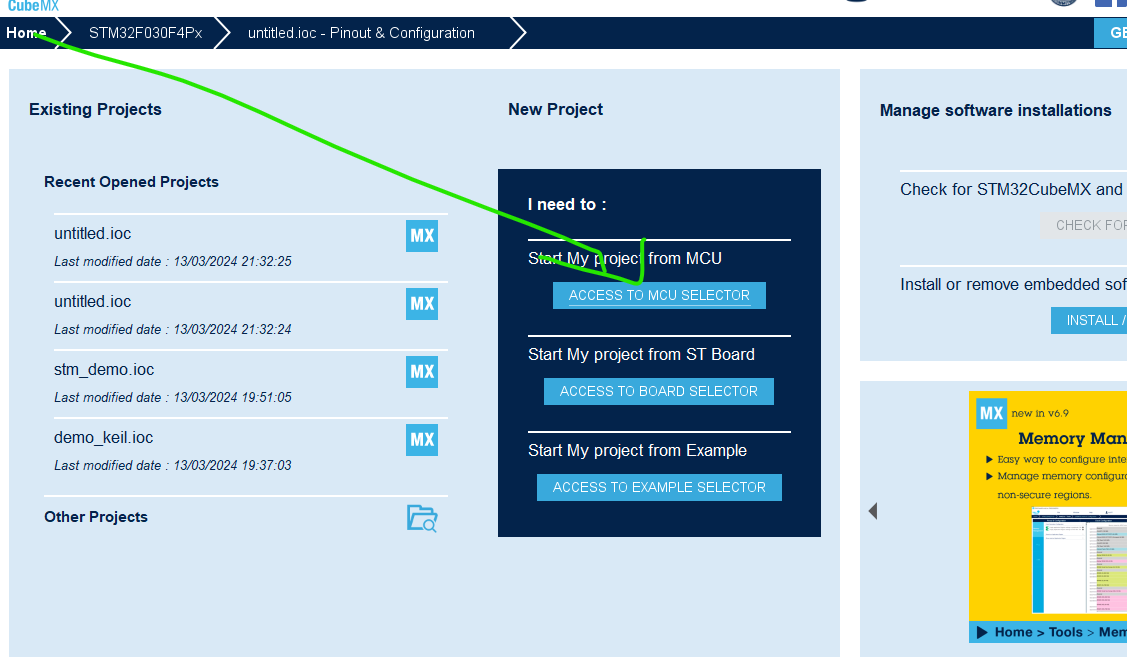 CubeMX
Home
STM32F030F4Px
untitled.ioc - Pinout & Configuration
GE
Existing Projects
Recent Opened Projects
untitled.ioc
MX
Last modified date : 13/03/2024 21:32:25
untitled.ioc
MX
Last modified date : 13/03/2024 21:32:24
stm_demo.ioc
MX
Last modified date : 13/03/2024 19:51:05
demo_keil.ioc
MX
Last modified date : 13/03/2024 19:37:03
Other Projects
New Project
I need to :
Start My project from MCU
ACCESS TO MCU SELECTOR
Start My project from ST Board
ACCESS TO BOARD SELECTOR
Start My project from Example
ACCESS TO EXAMPLE SELECTOR
Manage software installations
Check for STM32CubeMX and
CHECK FOR
Install or remove embedded sof
INSTALL /
MX new in v6.9
Memory Man
Easy way to configure inte
Manage memory configura
non-secure regions.
Home > Tools > Mem